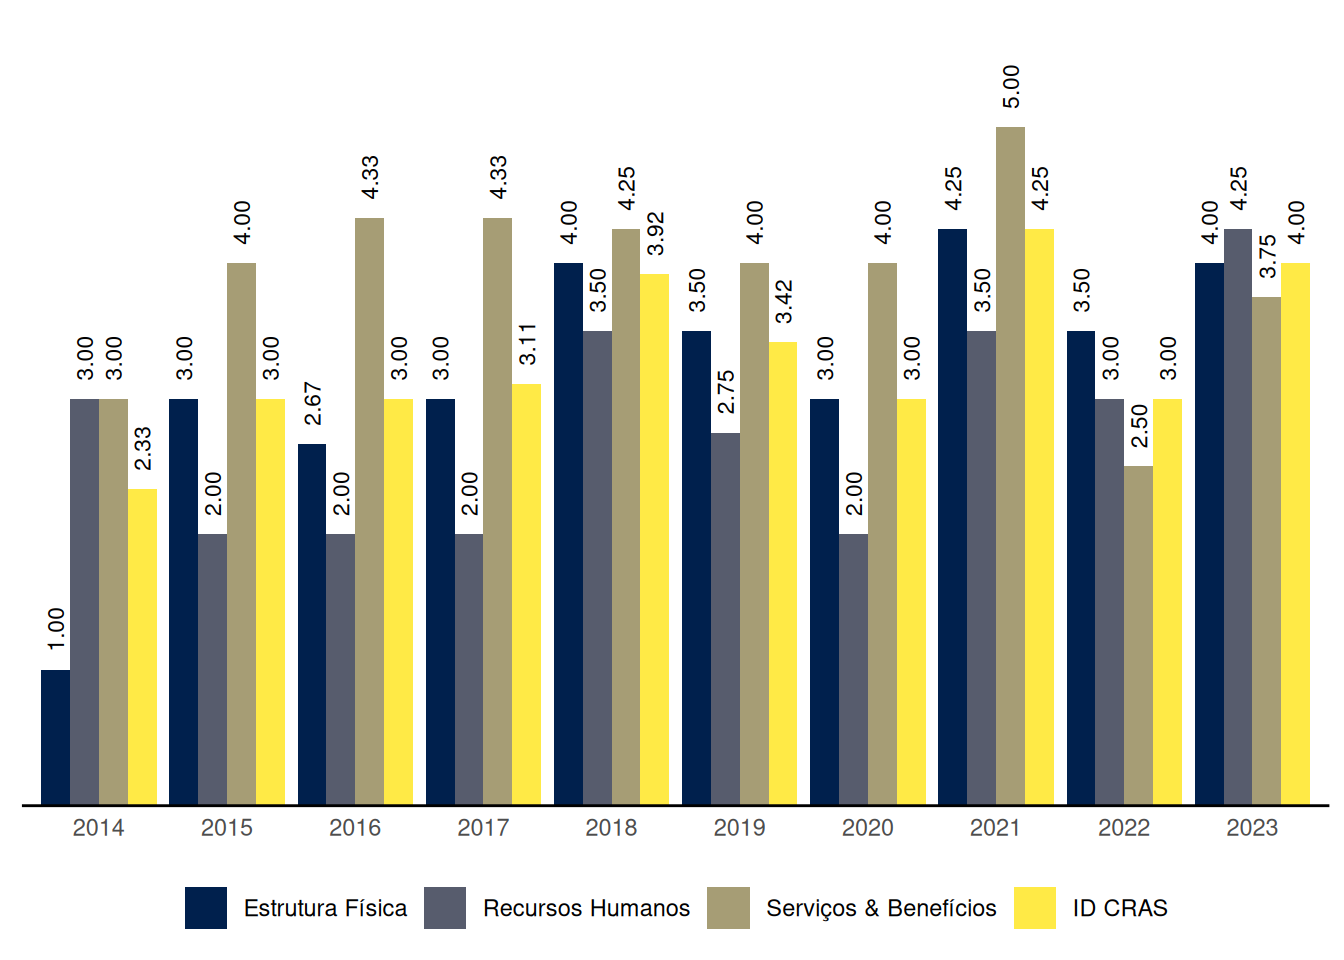 1.00 3.00 3.00 2.33 3.00 2.00 4.00 3.00 2.67 2.00 4.33 3.00 3.00 2.00 4.33 3.11 4.00 3.50 4.25 3.92 3.50 2.75 4.00 3.42 3.00 2.00 4.00 3.00 4.25 3.50 5.00 4.25 3.50 3.00 2.50 3.00 4.00 4.25 3.75 4.00
2014 2015 2016 2017 2018 2019 2020 2021 2022 2023
Estrutura Física Recursos Humanos Serviços & Benefícios ID CRAS